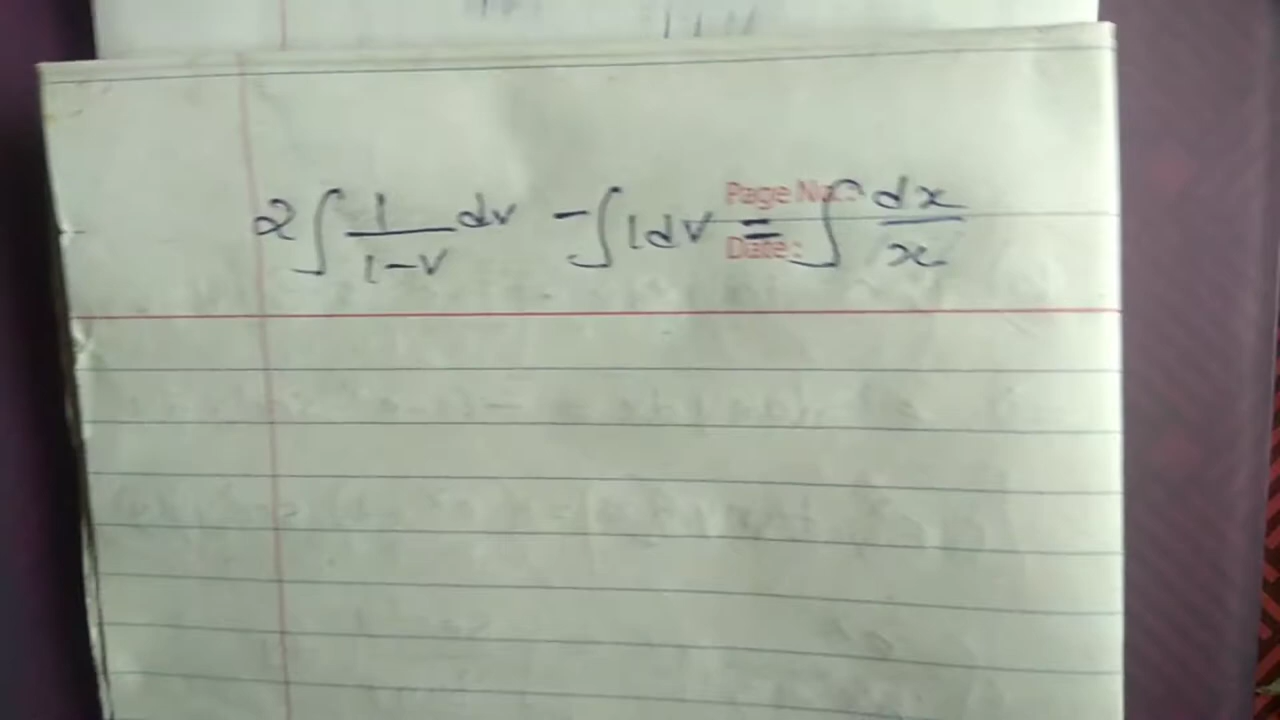 Page No.:
Date:
2∫ 1/(1-v) dv - ∫1dv = ∫ dx/x